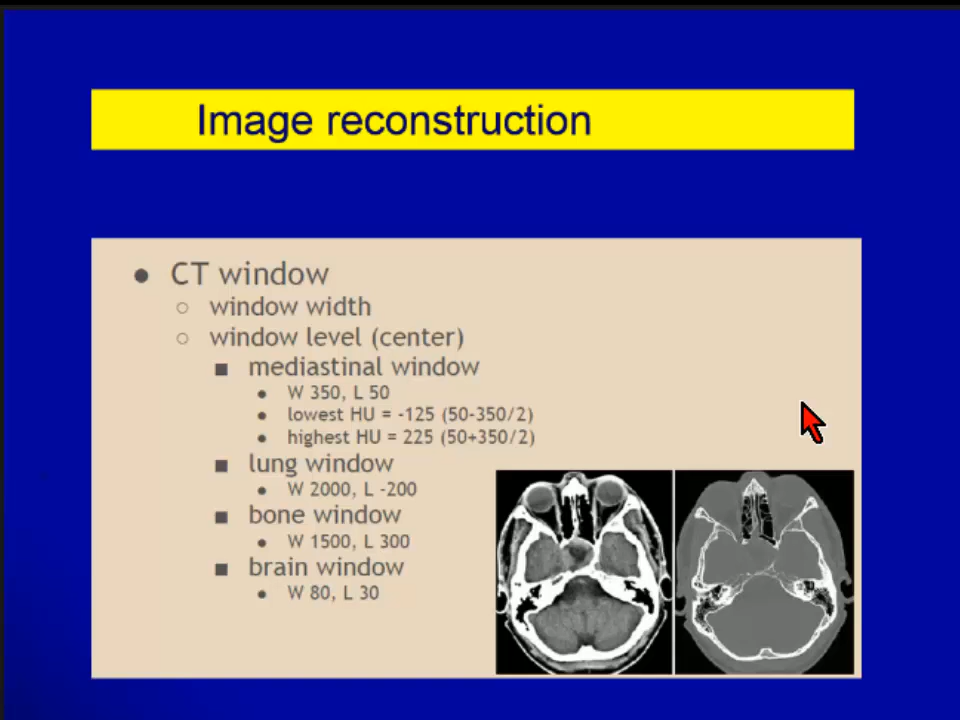 Image reconstruction
● CT window
○ window width
○ window level (center)
■ mediastinal window
● W 350, L 50
● lowest HU = -125 (50-350/2)
● highest HU = 225 (50+350/2)
■ lung window
● W 2000, L -200
■ bone window
● W 1500, L 300
■ brain window
● W 80, L 30